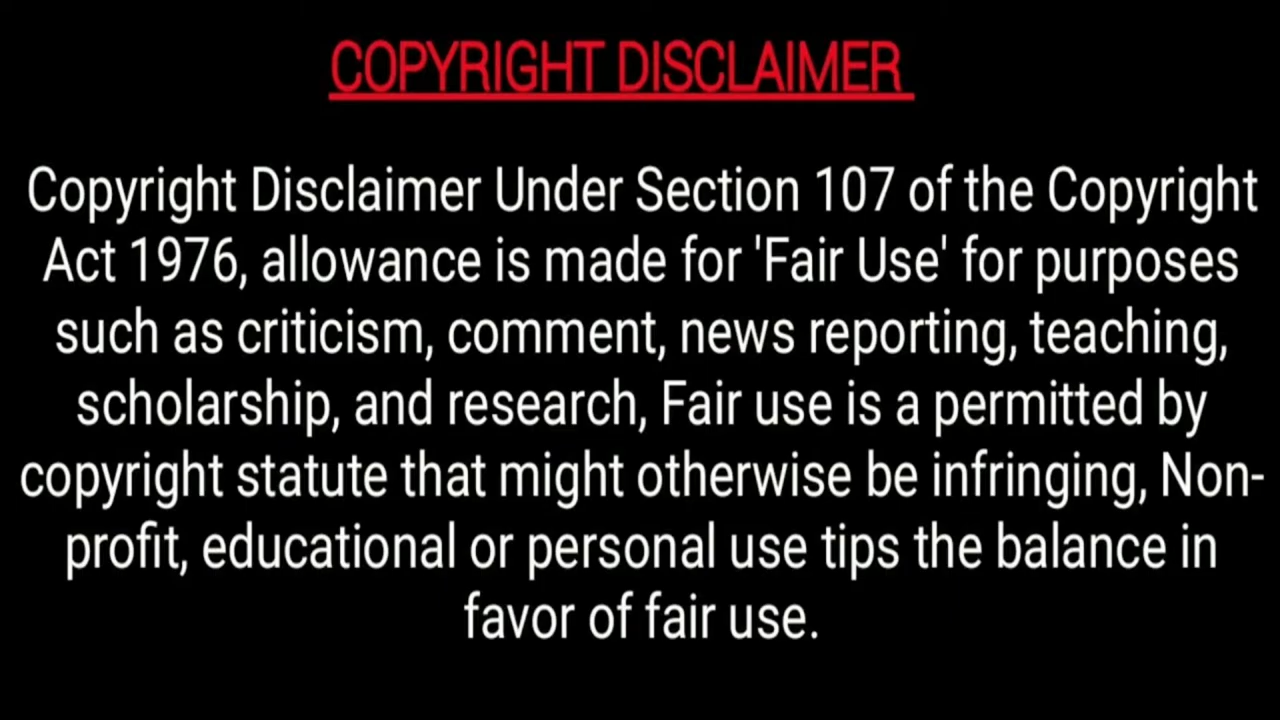 COPYRIGHT DISCLAIMER
Copyright Disclaimer Under Section 107 of the Copyright
Act 1976, allowance is made for 'Fair Use' for purposes
such as criticism, comment, news reporting, teaching,
scholarship, and research, Fair use is a permitted by
copyright statute that might otherwise be infringing, Non-
profit, educational or personal use tips the balance in
favor of fair use.